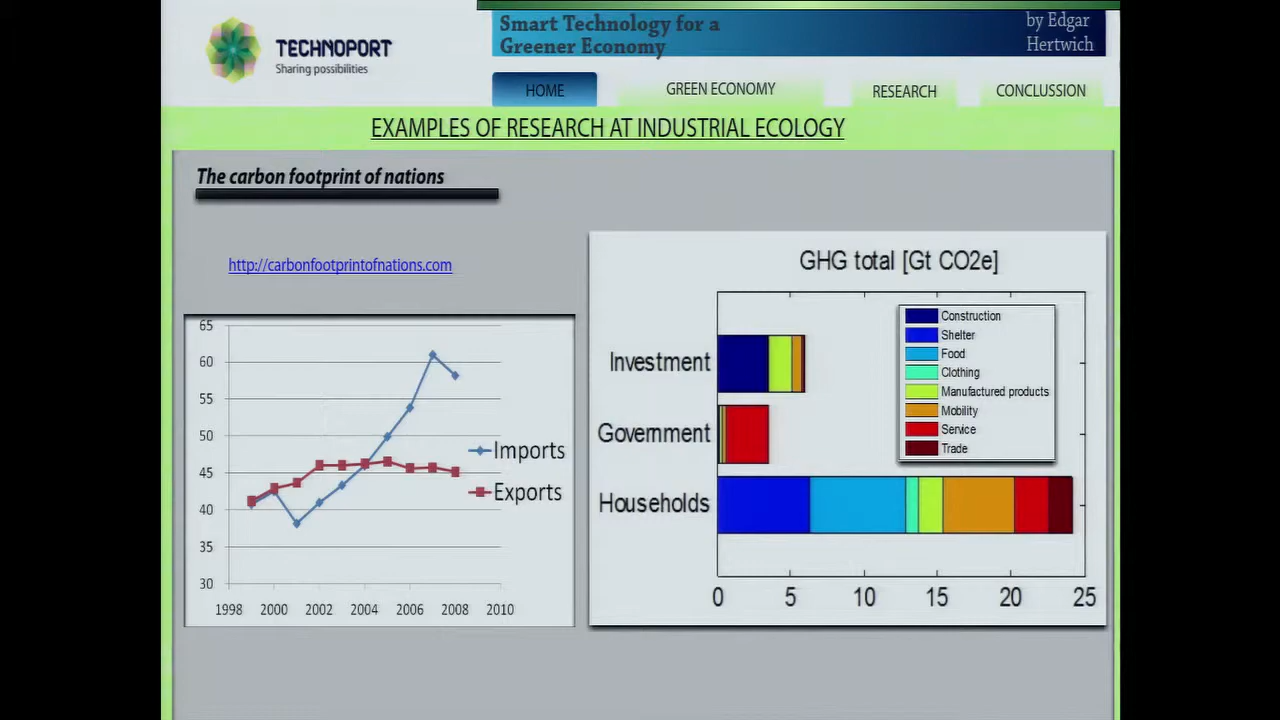 TECHNOPORT
Sharing possibilities
Smart Technology for a
Greener Economy
by Edgar
Hertwich
HOME
GREEN ECONOMY
RESEARCH
CONCLUSSION
EXAMPLES OF RESEARCH AT INDUSTRIAL ECOLOGY
The carbon footprint of nations
http://carbonfootprintofnations.com
65
60
55
50
45
40
35
30
1998
2000
2002
2004
2006
2008
2010
Imports
Exports
GHG total [Gt CO2e]
Investment
Government
Households
Construction
Shelter
Food
Clothing
Manufactured products
Mobility
Service
Trade
0
5
10
15
20
25